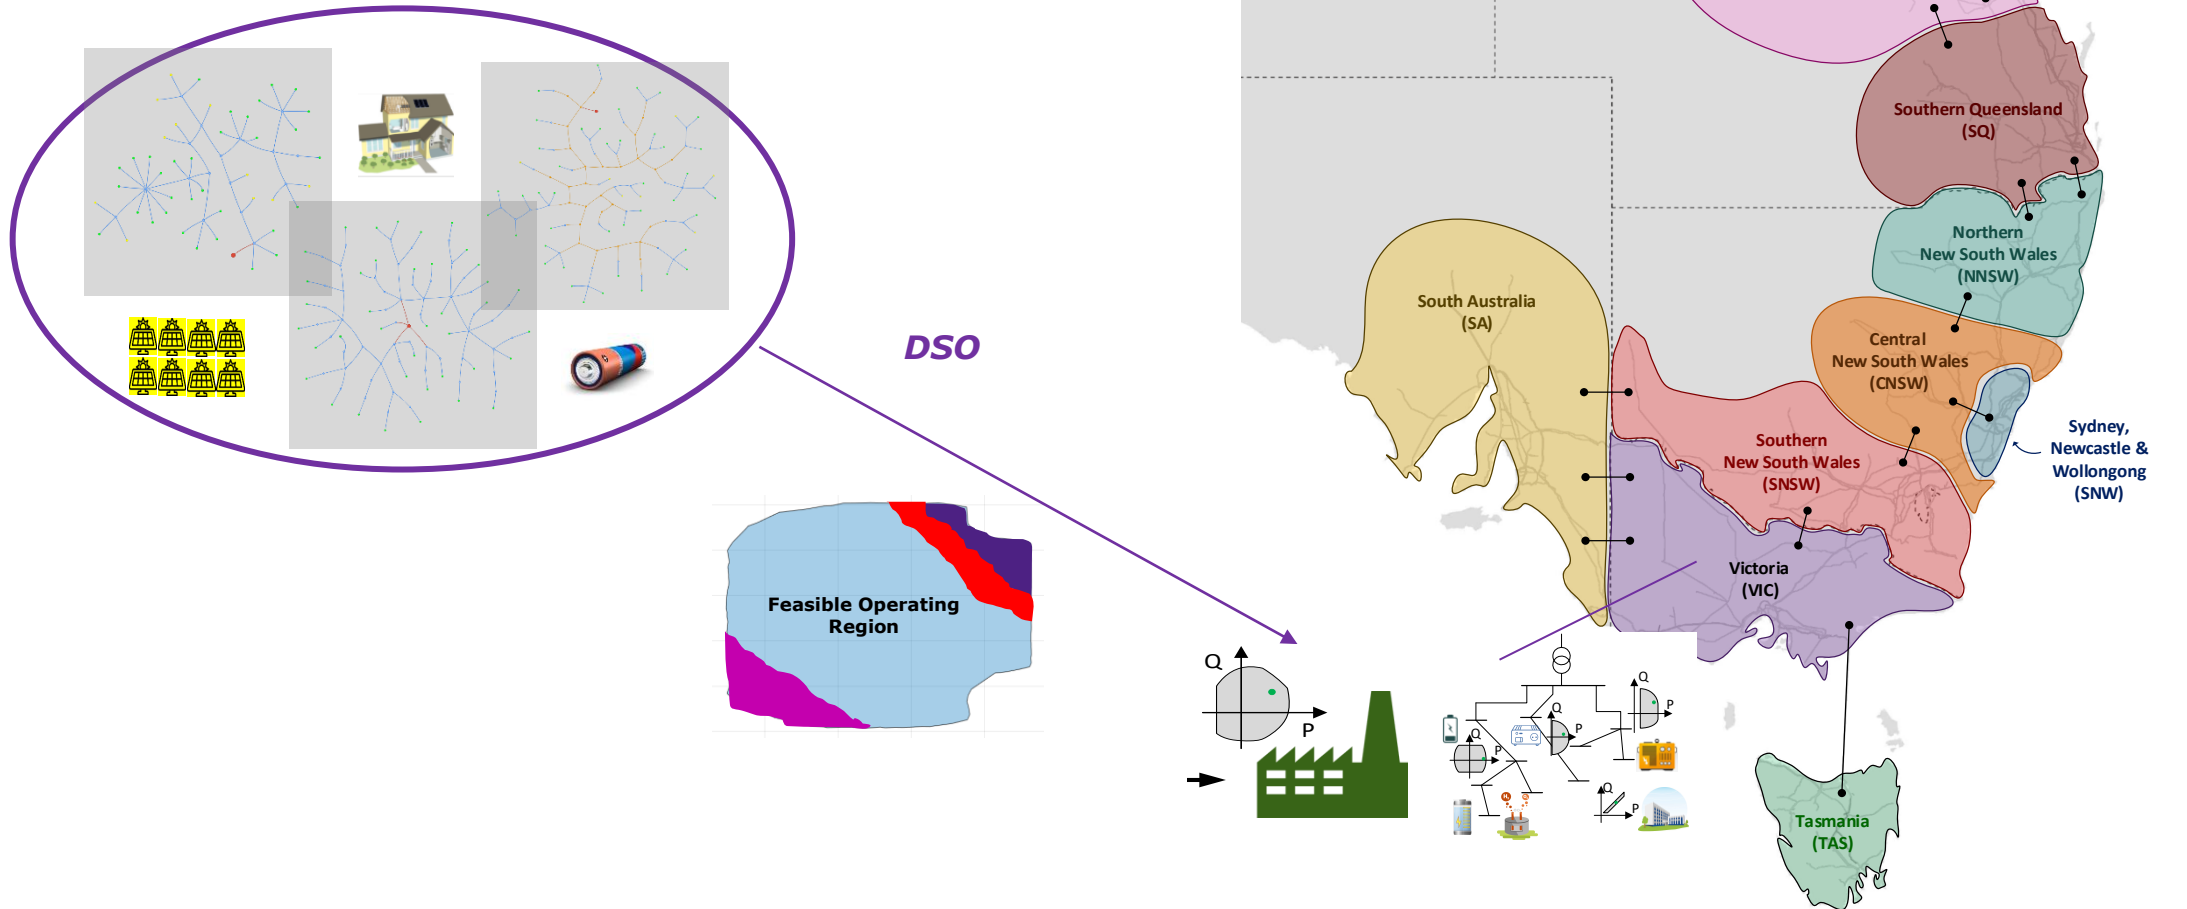 DSO
Feasible Operating
Region
Southern Queensland
(SQ)
Northern
New South Wales
(NNSW)
Central
New South Wales
(CNSW)
Sydney,
Newcastle &
Wollongong
(SNW)
South Australia
(SA)
Southern
New South Wales
(SNSW)
Victoria
(VIC)
Tasmania
(TAS)
Q
P
Q
P
Q
P
Q
P
Q
P